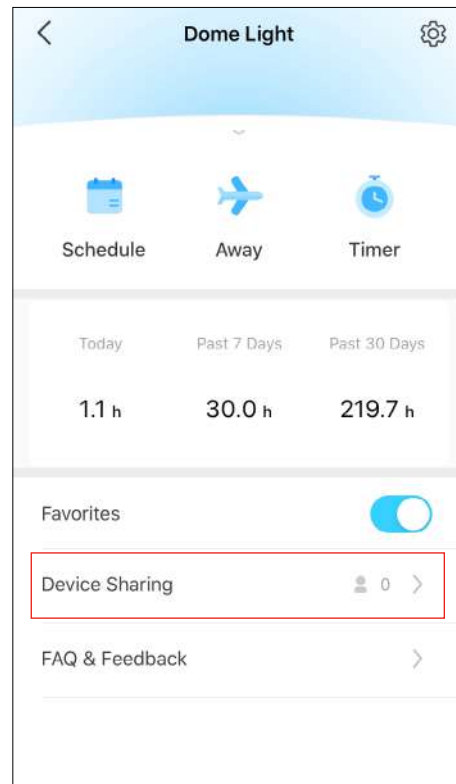 Dome Light
Schedule Away Timer
Today Past 7 Days Past 30 Days
1.1 h 30.0 h 219.7 h
Favorites
Device Sharing 0
FAQ & Feedback